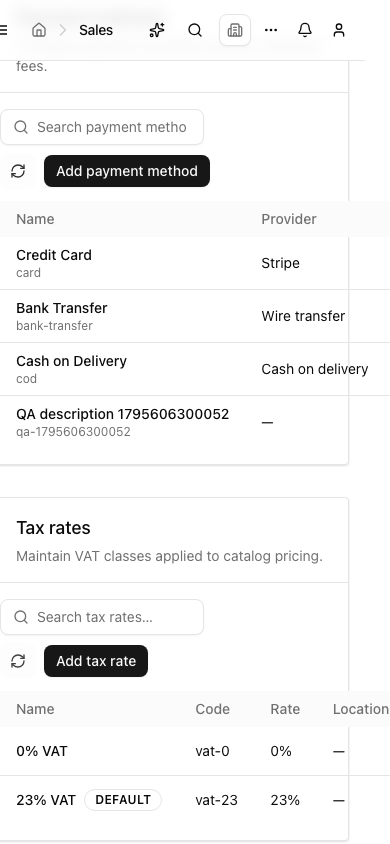 Sales
fees.
Search payment metho
Add payment method
Name Provider
Credit Card
card
Stripe
Bank Transfer
bank-transfer
Wire transfer
Cash on Delivery
cod
Cash on delivery
QA description 1795606300052
qa-1795606300052
—
Tax rates
Maintain VAT classes applied to catalog pricing.
Search tax rates...
Add tax rate
Name Code Rate Location
0% VAT vat-0 0% —
23% VAT DEFAULT vat-23 23% —